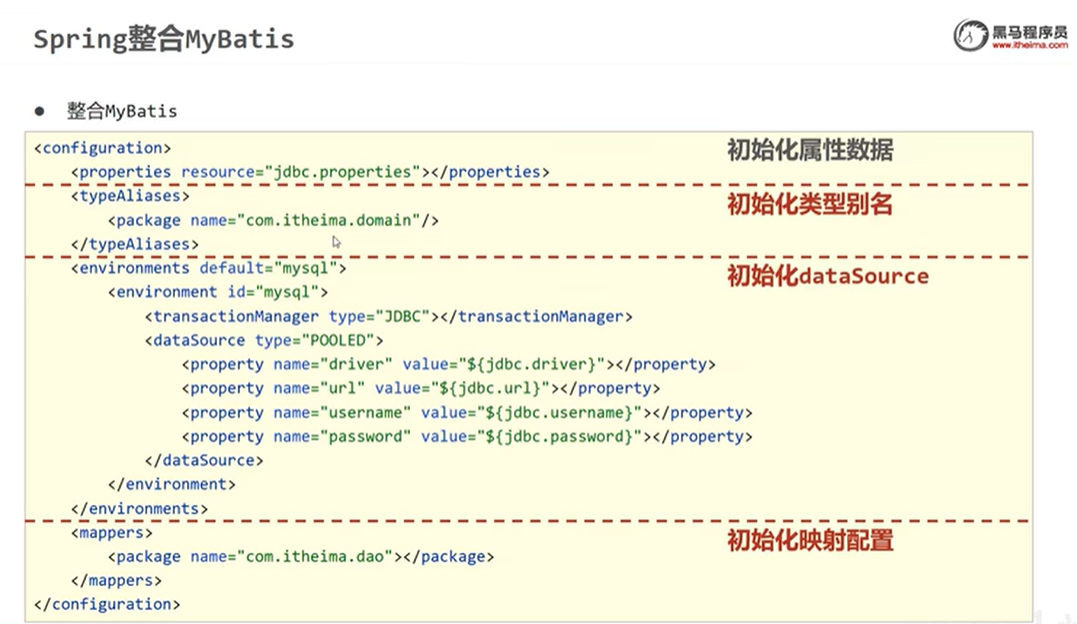 Spring整合MyBatis
黑马程序员
www.itheima.com
整合MyBatis
<configuration>
初始化属性数据
<properties resource="jdbc.properties"></properties>
<typeAliases>
初始化类型别名
<package name="com.itheima.domain"/>
</typeAliases>
<environments default="mysql">
初始化dataSource
<environment id="mysql">
<transactionManager type="JDBC"></transactionManager>
<dataSource type="POOLED">
<property name="driver" value="${jdbc.driver}"></property>
<property name="url" value="${jdbc.url}"></property>
<property name="username" value="${jdbc.username}"></property>
<property name="password" value="${jdbc.password}"></property>
</dataSource>
</environment>
</environments>
<mappers>
初始化映射配置
<package name="com.itheima.dao"></package>
</mappers>
</configuration>